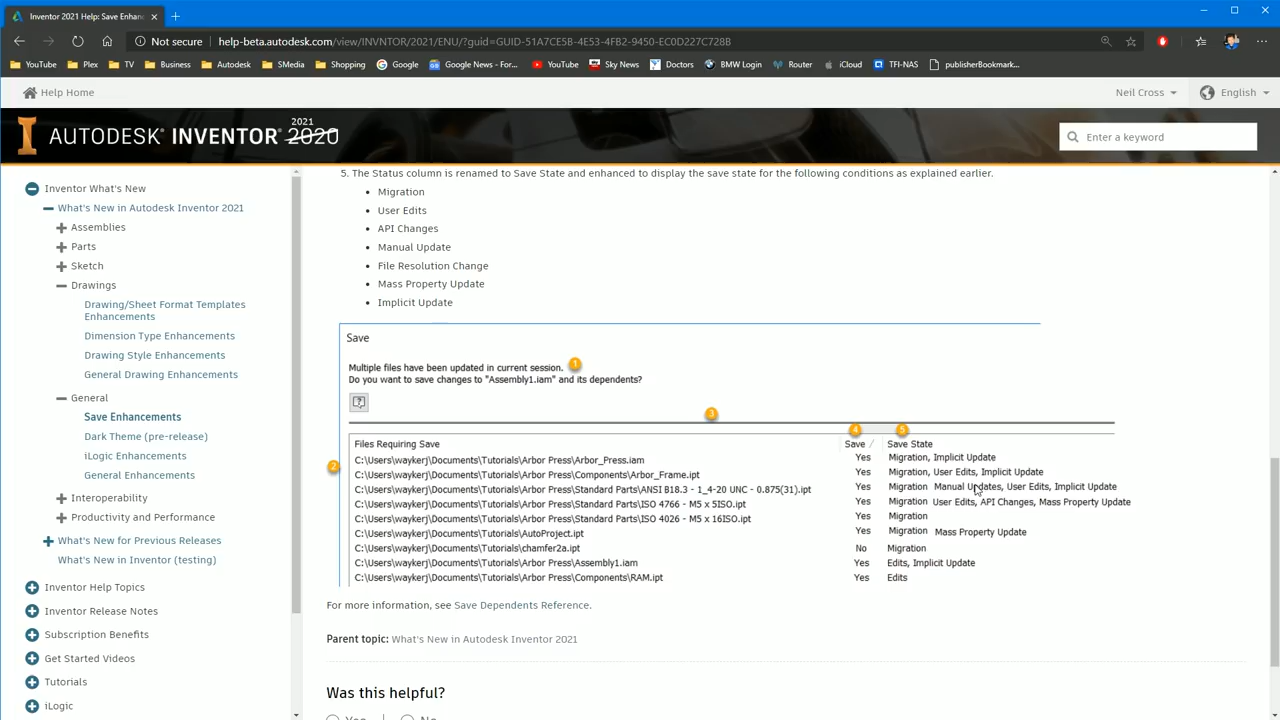 Inventor 2021 Help: Save Enhanc
Not secure help-beta.autodesk.com/view/INVNTOR/2021/ENU/?guid=GUID-51A7CE5B-4E53-4FB2-9450-EC0D227C728B
YouTube Plex TV Business Autodesk SMedia Shopping Google Google News - For... YouTube Sky News Doctors BMW Login Router iCloud TFI-NAS publisherBookmark...
Help Home Neil Cross English
2021
AUTODESK® INVENTOR® 2020 Enter a keyword
Inventor What's New
What's New in Autodesk Inventor 2021
Assemblies
Parts
Sketch
Drawings
Drawing/Sheet Format Templates
Enhancements
Dimension Type Enhancements
Drawing Style Enhancements
General Drawing Enhancements
General
Save Enhancements
Dark Theme (pre-release)
iLogic Enhancements
General Enhancements
Interoperability
Productivity and Performance
What's New for Previous Releases
What's New in Inventor (testing)
Inventor Help Topics
Inventor Release Notes
Subscription Benefits
Get Started Videos
Tutorials
iLogic
5. The Status column is renamed to Save State and enhanced to display the save state for the following conditions as explained earlier.
• Migration
• User Edits
• API Changes
• Manual Update
• File Resolution Change
• Mass Property Update
• Implicit Update
Save
Multiple files have been updated in current session. 1
Do you want to save changes to "Assembly1.iam" and its dependents?
3
4 5
2
Files Requiring Save Save / Save State
C:\Users\waykerj\Documents\Tutorials\Arbor Press\Arbor_Press.iam Yes Migration, Implicit Update
C:\Users\waykerj\Documents\Tutorials\Arbor Press\Components\Arbor_Frame.ipt Yes Migration, User Edits, Implicit Update
C:\Users\waykerj\Documents\Tutorials\Arbor Press\Standard Parts\ANSI B18.3 - 1_4-20 UNC - 0.875(31).ipt Yes Migration Manual Updates, User Edits, Implicit Update
C:\Users\waykerj\Documents\Tutorials\Arbor Press\Standard Parts\ISO 4766 - M5 x 5ISO.ipt Yes Migration User Edits, API Changes, Mass Property Update
C:\Users\waykerj\Documents\Tutorials\Arbor Press\Standard Parts\ISO 4026 - M5 x 16ISO.ipt Yes Migration
C:\Users\waykerj\Documents\Tutorials\Arbor Press\AutoProject.ipt Yes Migration Mass Property Update
C:\Users\waykerj\Documents\Tutorials\chamfer2a.ipt No Migration
C:\Users\waykerj\Documents\Tutorials\Arbor Press\Assembly1.iam Yes Edits, Implicit Update
C:\Users\waykerj\Documents\Tutorials\Arbor Press\Components\RAM.ipt Yes Edits
For more information, see Save Dependents Reference.
Parent topic: What's New in Autodesk Inventor 2021
Was this helpful?
Yes No